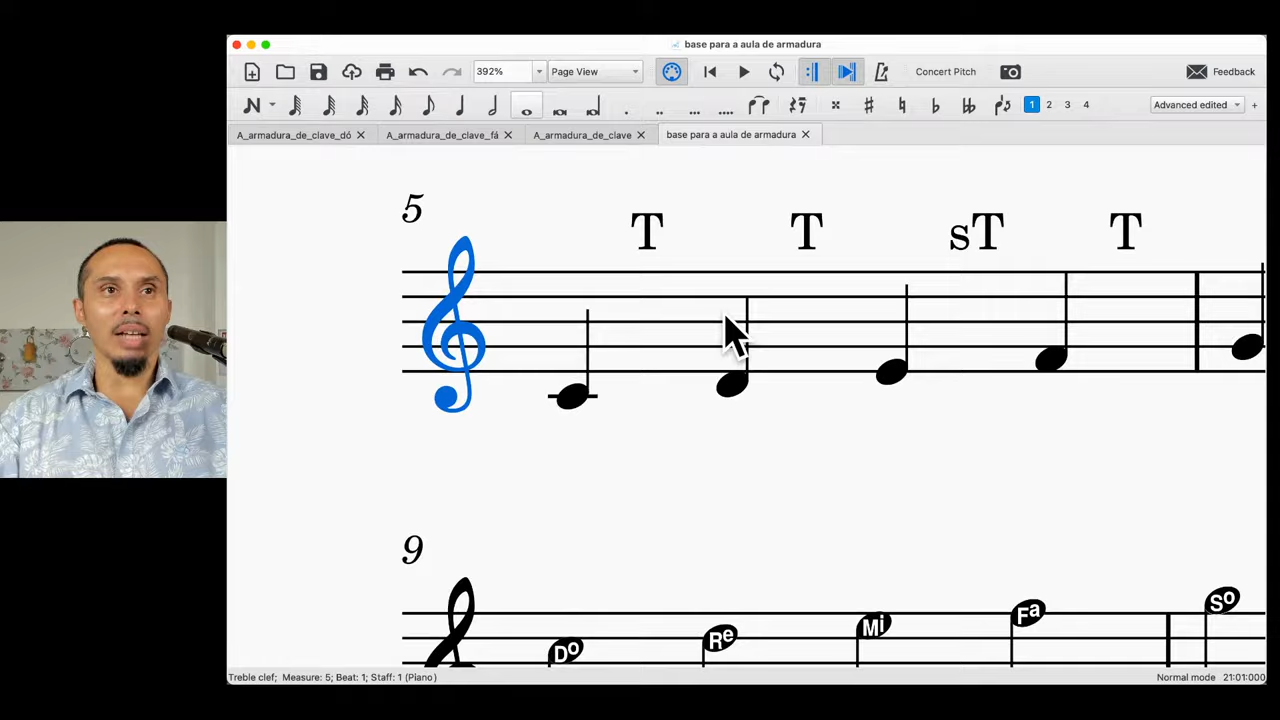 base para a aula de armadura
392% Page View Concert Pitch Feedback
1 2 3 4 Advanced edited +
A_armadura_de_clave_dó A_armadura_de_clave_fá A_armadura_de_clave base para a aula de armadura
5
T T sT T
9
Do Re Mi Fa So
Treble clef; Measure: 5; Beat: 1; Staff: 1 (Piano) Normal mode 21:01:000